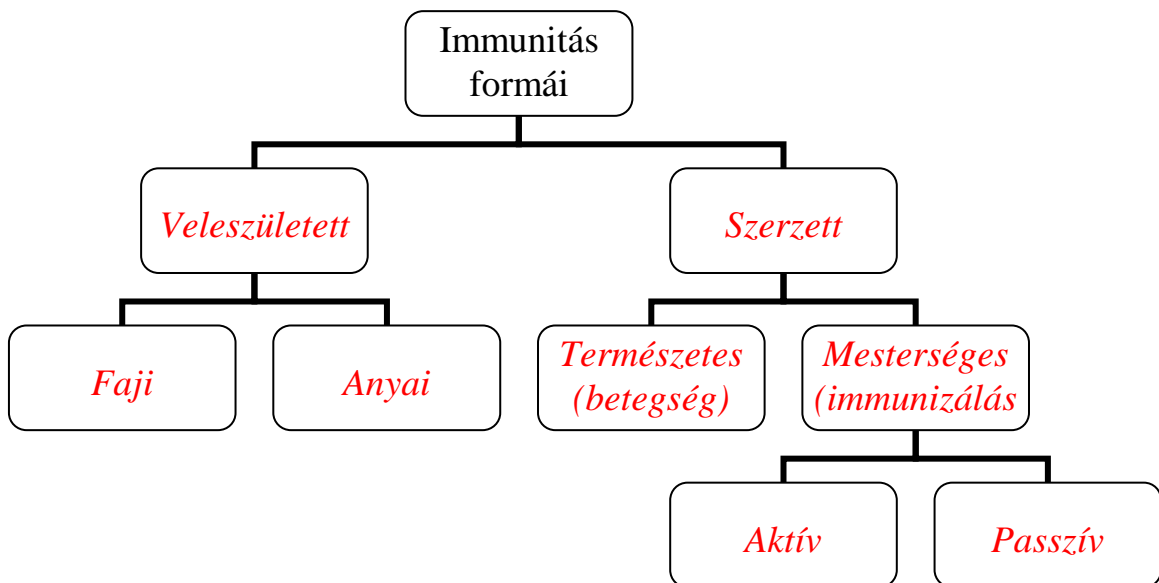 Immunitás
formái
Veleszületett
Szerzett
Faji
Anyai
Természetes
(betegség)
Mesterséges
(immunizálás
Aktív
Passzív